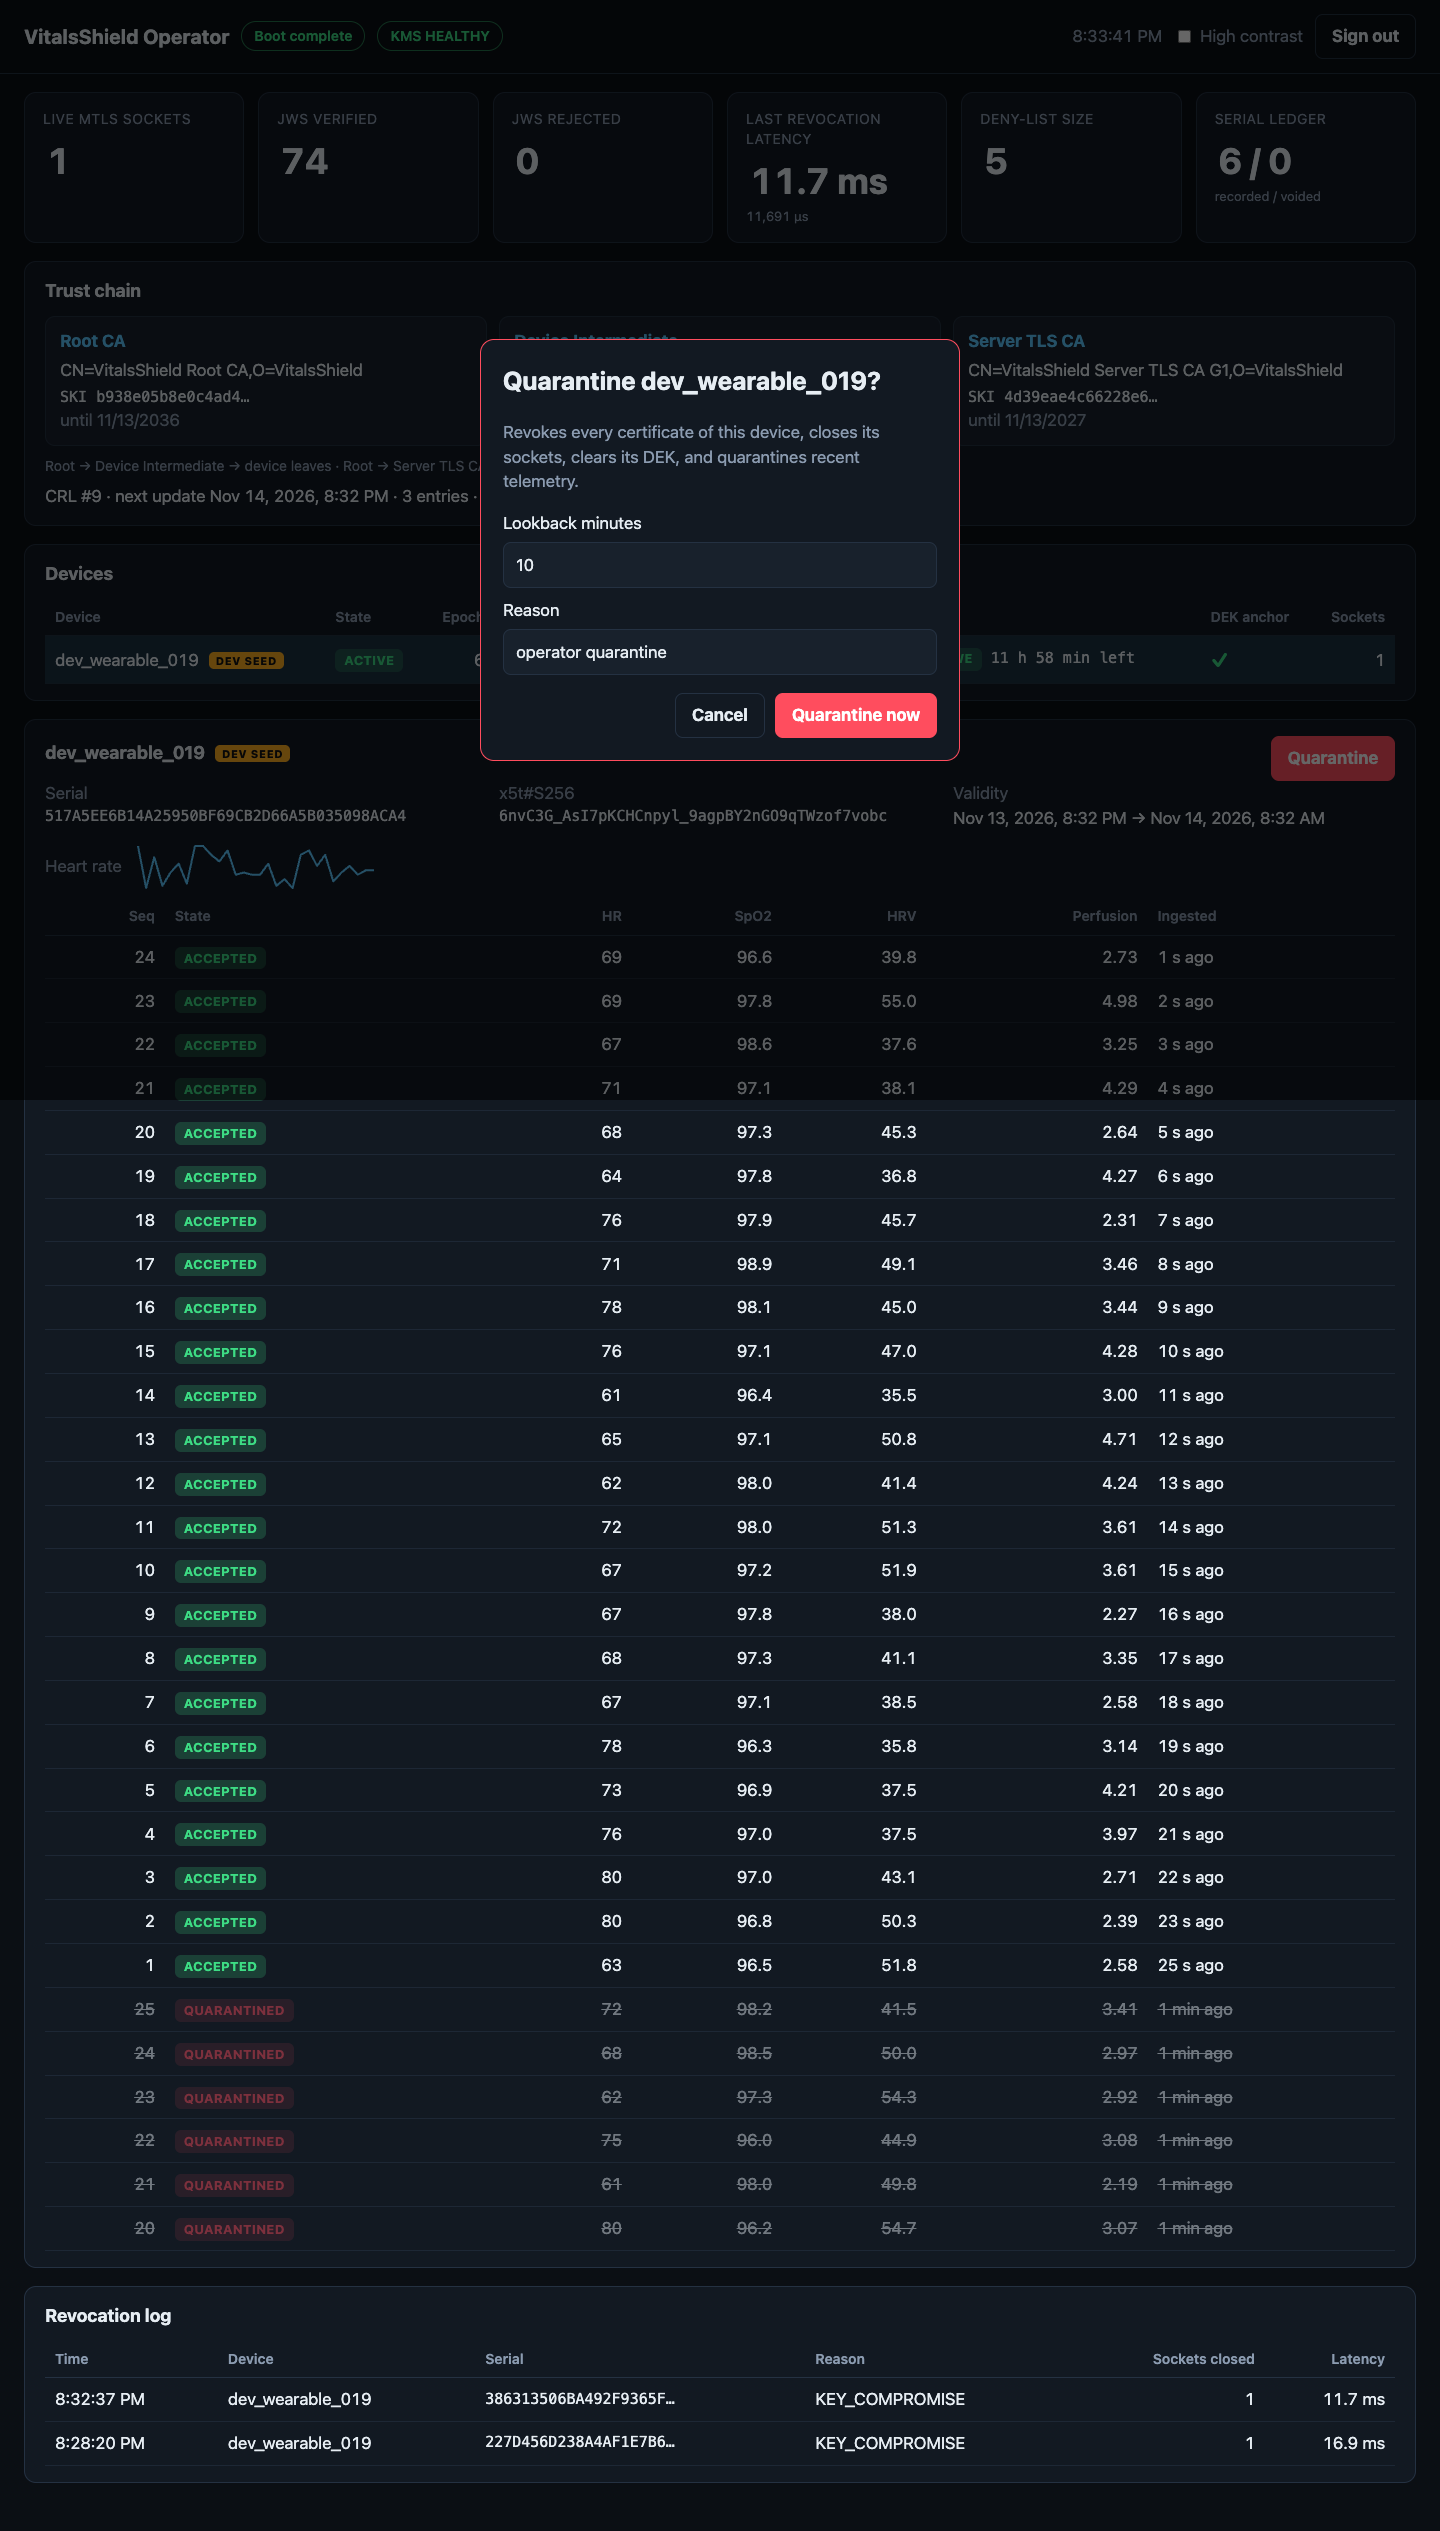 VitalsShield Operator Boot complete KMS HEALTHY 8:33:41 PM High contrast Sign out
LIVE MTLS SOCKETS
1
JWS VERIFIED
74
JWS REJECTED
0
LAST REVOCATION
LATENCY
11.7 ms
11,691 µs
DENY-LIST SIZE
5
SERIAL LEDGER
6 / 0
recorded / voided
Trust chain
Root CA
CN=VitalsShield Root CA,O=VitalsShield
SKI b938e05b8e0c4ad4…
until 11/13/2036
Device Intermediate
Server TLS CA
CN=VitalsShield Server TLS CA G1,O=VitalsShield
SKI 4d39eae4c66228e6…
until 11/13/2027
Root → Device Intermediate → device leaves · Root → Server TLS CA
CRL #9 · next update Nov 14, 2026, 8:32 PM · 3 entries ·
Quarantine dev_wearable_019?
Revokes every certificate of this device, closes its
sockets, clears its DEK, and quarantines recent
telemetry.
Lookback minutes
10
Reason
operator quarantine
Cancel Quarantine now
Devices
Device State Epoch DEK anchor Sockets
dev_wearable_019 DEV SEED ACTIVE 11 h 58 min left ✓ 1
dev_wearable_019 DEV SEED Quarantine
Serial
517A5EE6B14A25950BF69CB2D66A5B035098ACA4
x5t#S256
6nvC3G_AsI7pKCHCnpyl_9agpBY2nGO9qTWzof7vobc
Validity
Nov 13, 2026, 8:32 PM → Nov 14, 2026, 8:32 AM
Heart rate
Seq State HR SpO2 HRV Perfusion Ingested
24 ACCEPTED 69 96.6 39.8 2.73 1 s ago
23 ACCEPTED 69 97.8 55.0 4.98 2 s ago
22 ACCEPTED 67 98.6 37.6 3.25 3 s ago
21 ACCEPTED 71 97.1 38.1 4.29 4 s ago
20 ACCEPTED 68 97.3 45.3 2.64 5 s ago
19 ACCEPTED 64 97.8 36.8 4.27 6 s ago
18 ACCEPTED 76 97.9 45.7 2.31 7 s ago
17 ACCEPTED 71 98.9 49.1 3.46 8 s ago
16 ACCEPTED 78 98.1 45.0 3.44 9 s ago
15 ACCEPTED 76 97.1 47.0 4.28 10 s ago
14 ACCEPTED 61 96.4 35.5 3.00 11 s ago
13 ACCEPTED 65 97.1 50.8 4.71 12 s ago
12 ACCEPTED 62 98.0 41.4 4.24 13 s ago
11 ACCEPTED 72 98.0 51.3 3.61 14 s ago
10 ACCEPTED 67 97.2 51.9 3.61 15 s ago
9 ACCEPTED 67 97.8 38.0 2.27 16 s ago
8 ACCEPTED 68 97.3 41.1 3.35 17 s ago
7 ACCEPTED 67 97.1 38.5 2.58 18 s ago
6 ACCEPTED 78 96.3 35.8 3.14 19 s ago
5 ACCEPTED 73 96.9 37.5 4.21 20 s ago
4 ACCEPTED 76 97.0 37.5 3.97 21 s ago
3 ACCEPTED 80 97.0 43.1 2.71 22 s ago
2 ACCEPTED 80 96.8 50.3 2.39 23 s ago
1 ACCEPTED 63 96.5 51.8 2.58 25 s ago
25 QUARANTINED 72 98.2 41.5 3.41 1 min ago
24 QUARANTINED 68 98.5 50.0 2.97 1 min ago
23 QUARANTINED 62 97.3 54.3 2.92 1 min ago
22 QUARANTINED 75 96.0 44.9 3.08 1 min ago
21 QUARANTINED 61 98.0 49.8 2.19 1 min ago
20 QUARANTINED 80 96.2 54.7 3.07 1 min ago
Revocation log
Time Device Serial Reason Sockets closed Latency
8:32:37 PM dev_wearable_019 386313506BA492F9365F… KEY_COMPROMISE 1 11.7 ms
8:28:20 PM dev_wearable_019 227D456D238A4AF1E7B6… KEY_COMPROMISE 1 16.9 ms